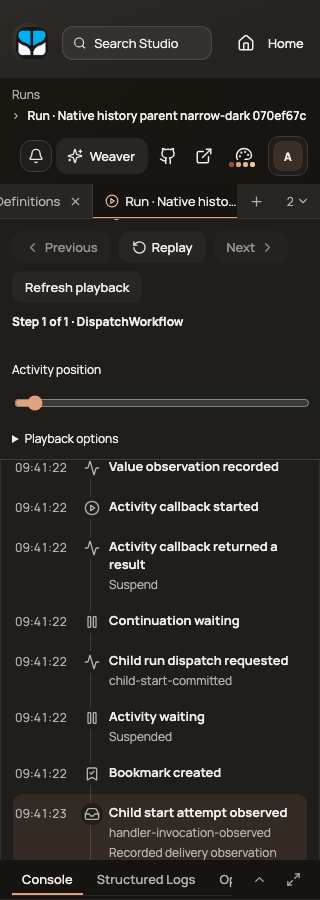 Search Studio
Home
Runs
Run · Native history parent narrow-dark 070ef67c
Weaver
A
Definitions
Run · Native histo...
2
Previous
Replay
Next
Refresh playback
Step 1 of 1 · DispatchWorkflow
Activity position
Playback options
09:41:22 Value observation recorded
09:41:22 Activity callback started
09:41:22 Activity callback returned a
result
Suspend
09:41:22 Continuation waiting
09:41:22 Child run dispatch requested
child-start-committed
09:41:22 Activity waiting
Suspended
09:41:22 Bookmark created
09:41:23 Child start attempt observed
handler-invocation-observed
Recorded delivery observation
Console
Structured Logs